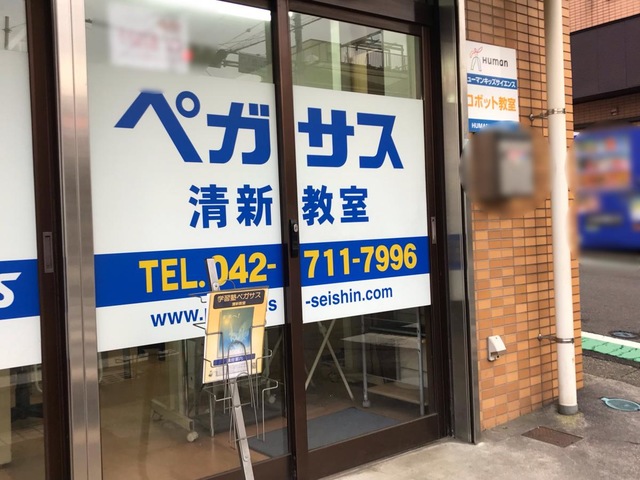 ペガサス
清新教室
TEL.042-711-7996
www.
-seishin.com
学習塾ペガサス
Human
ューマンキッズサイエンス
ロボット教室
HUMAN